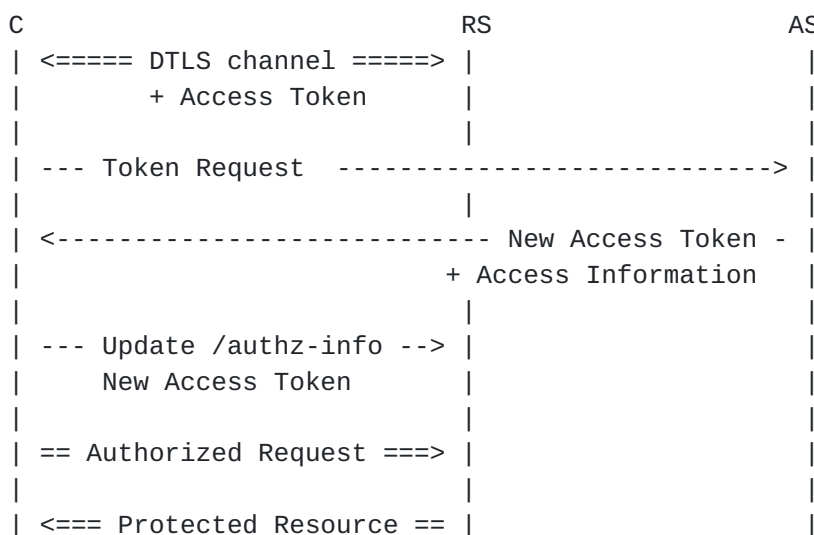 C                            RS                   AS
| <===== DTLS channel =====> |                     |
|        + Access Token      |                     |
|                            |                     |
| --- Token Request  ----------------------------> |
|                            |                     |
| <---------------------------- New Access Token - |
|                           + Access Information   |
|                            |                     |
| --- Update /authz-info --> |                     |
|     New Access Token       |                     |
|                            |                     |
| == Authorized Request ===> |                     |
|                            |                     |
| <=== Protected Resource == |                     |